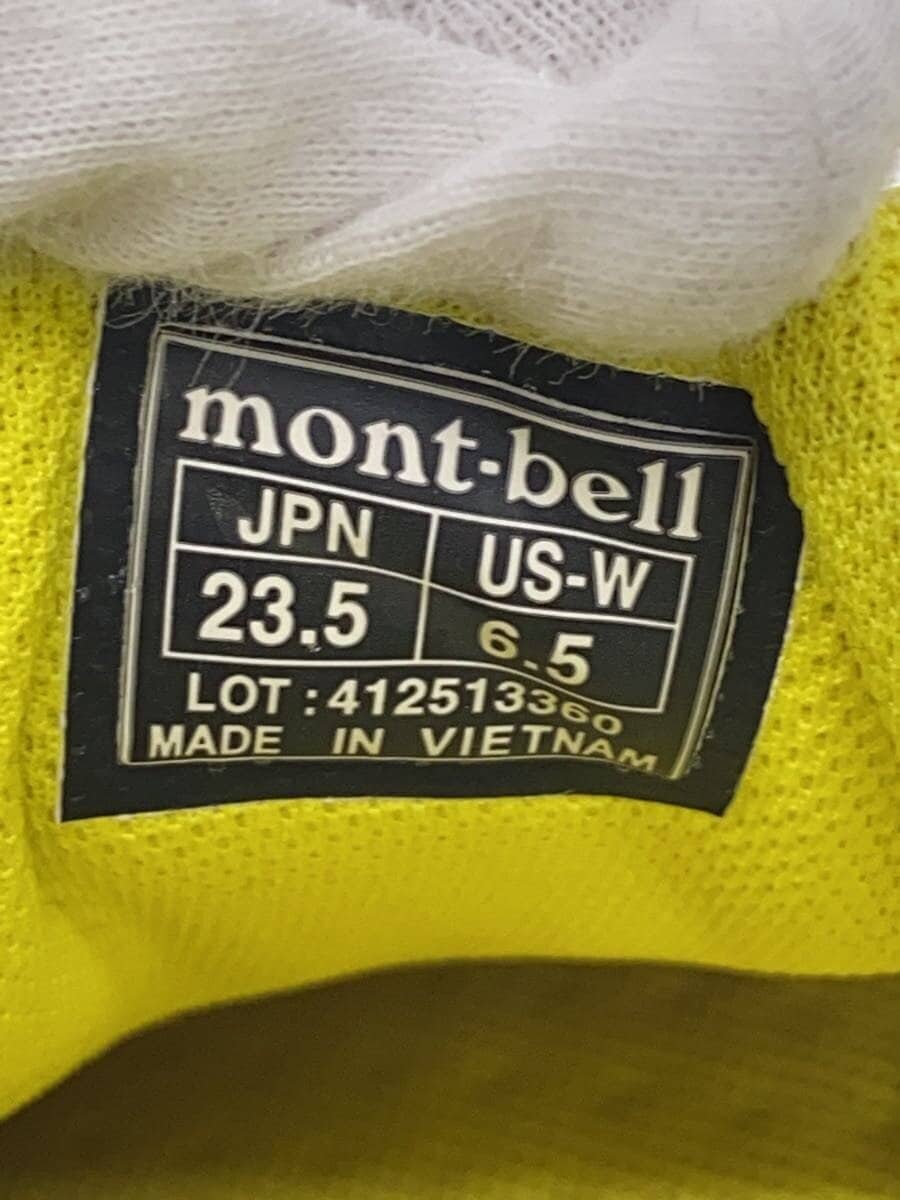 mont-bell
JPN US-W
23.5 6.5
LOT : 412513360
MADE IN VIETNAM